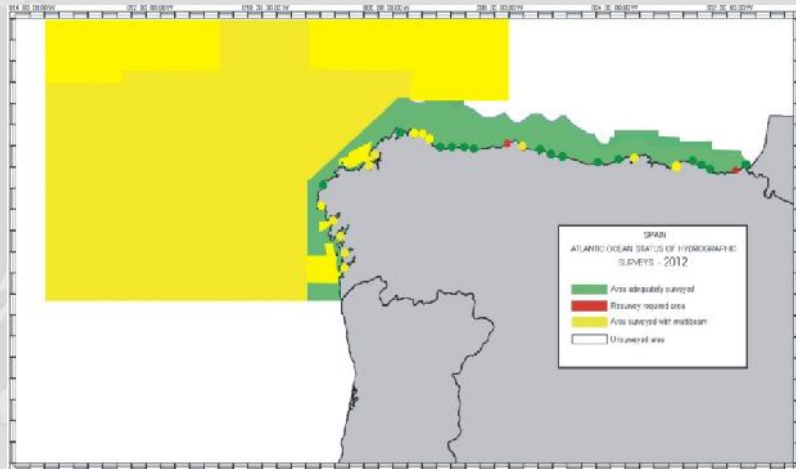 SPAIN
ATLANTIC OCEAN STATUS OF HYDROGRAPHIC
SURVEYS - 2012
Area adequately surveyed
Resurvey required area
Area surveyed with multibeam
Unsurveyed area